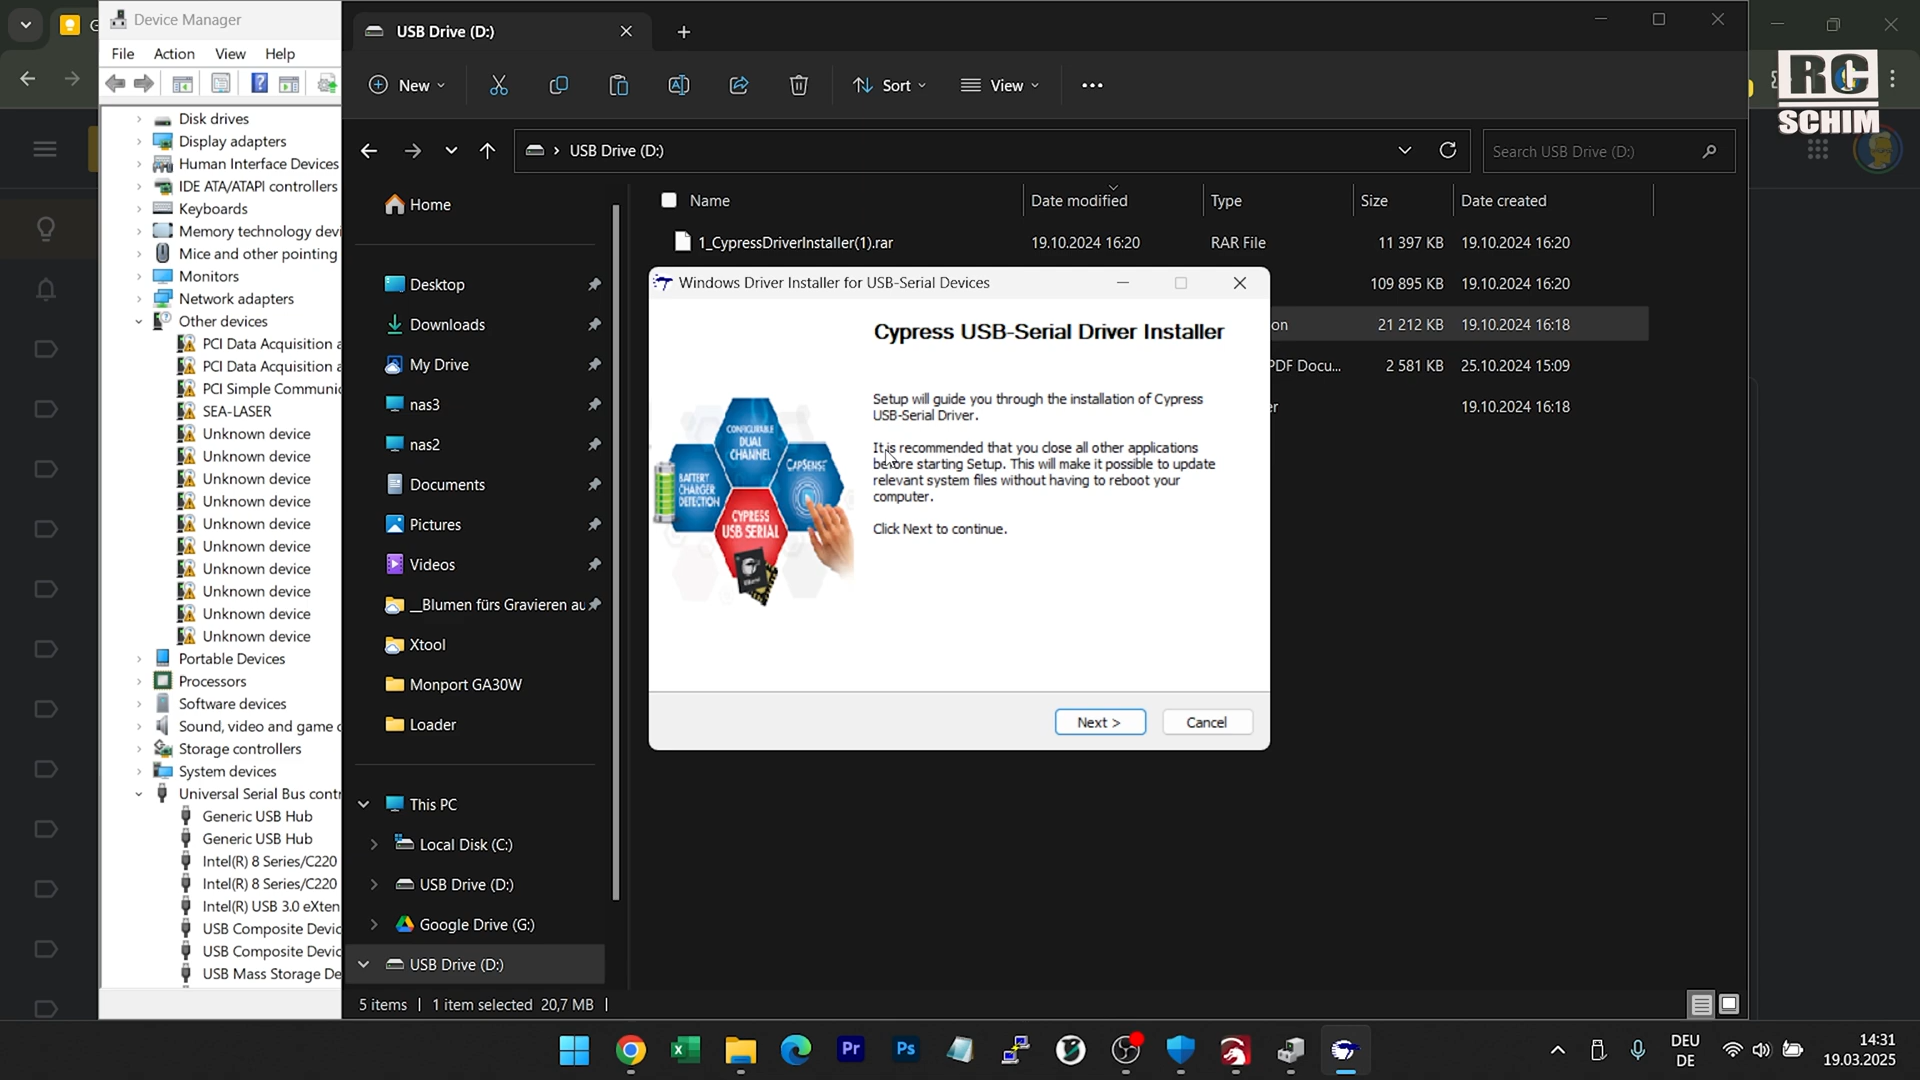 Device Manager
File Action View Help
Disk drives
Display adapters
Human Interface Devices
IDE ATA/ATAPI controllers
Keyboards
Memory technology devi
Mice and other pointing
Monitors
Network adapters
Other devices
PCI Data Acquisition a
PCI Data Acquisition a
PCI Simple Communic
SEA-LASER
Unknown device
Unknown device
Unknown device
Unknown device
Unknown device
Unknown device
Unknown device
Unknown device
Unknown device
Unknown device
Portable Devices
Processors
Software devices
Sound, video and game c
Storage controllers
System devices
Universal Serial Bus contr
Generic USB Hub
Generic USB Hub
Intel(R) 8 Series/C220
Intel(R) 8 Series/C220
Intel(R) USB 3.0 eXten
USB Composite Devic
USB Composite Devic
USB Mass Storage De
USB Drive (D:)
New Sort View
USB Drive (D:)
Search USB Drive (D:)
Home
Desktop
Downloads
My Drive
nas3
nas2
Documents
Pictures
Videos
__Blumen fürs Gravieren au
Xtool
Monport GA30W
Loader
This PC
Local Disk (C:)
USB Drive (D:)
Google Drive (G:)
USB Drive (D:)
Name Date modified Type Size Date created
1_CypressDriverInstaller(1).rar 19.10.2024 16:20 RAR File 11 397 KB 19.10.2024 16:20
109 895 KB 19.10.2024 16:20
on 21 212 KB 19.10.2024 16:18
PDF Docu... 2 581 KB 25.10.2024 15:09
er 19.10.2024 16:18
Windows Driver Installer for USB-Serial Devices
Cypress USB-Serial Driver Installer
Setup will guide you through the installation of Cypress
USB-Serial Driver.
It is recommended that you close all other applications
before starting Setup. This will make it possible to update
relevant system files without having to reboot your
computer.
Click Next to continue.
CONFIGURABLE
DUAL
CHANNEL
CAPSENSE
BATTERY
CHARGER
DETECTION
CYPRESS
USB SERIAL
Next > Cancel
5 items 1 item selected 20,7 MB
RC
SCHIM
Pr Ps
DEU
DE
14:31
19.03.2025